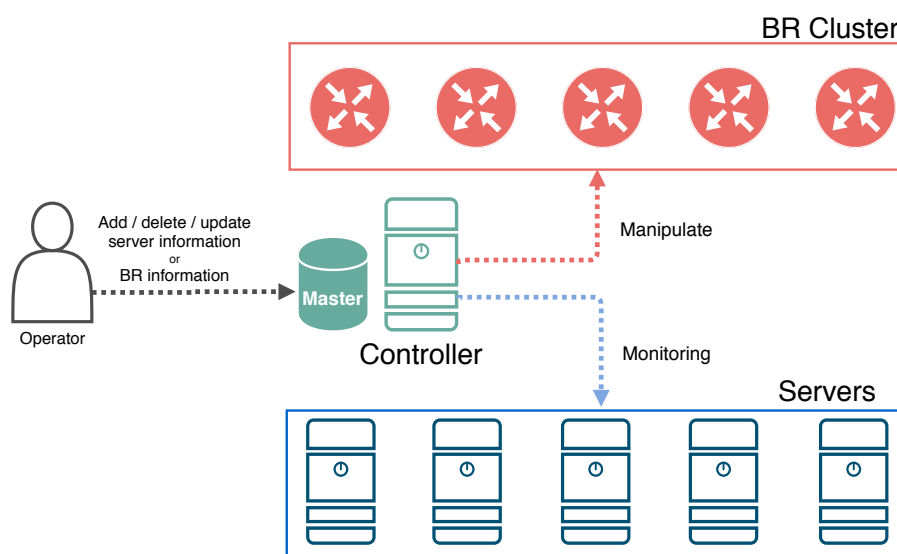 BR Cluster
Add / delete / update
server information
or
BR information
Manipulate
Master
Operator
Controller
Monitoring
Servers